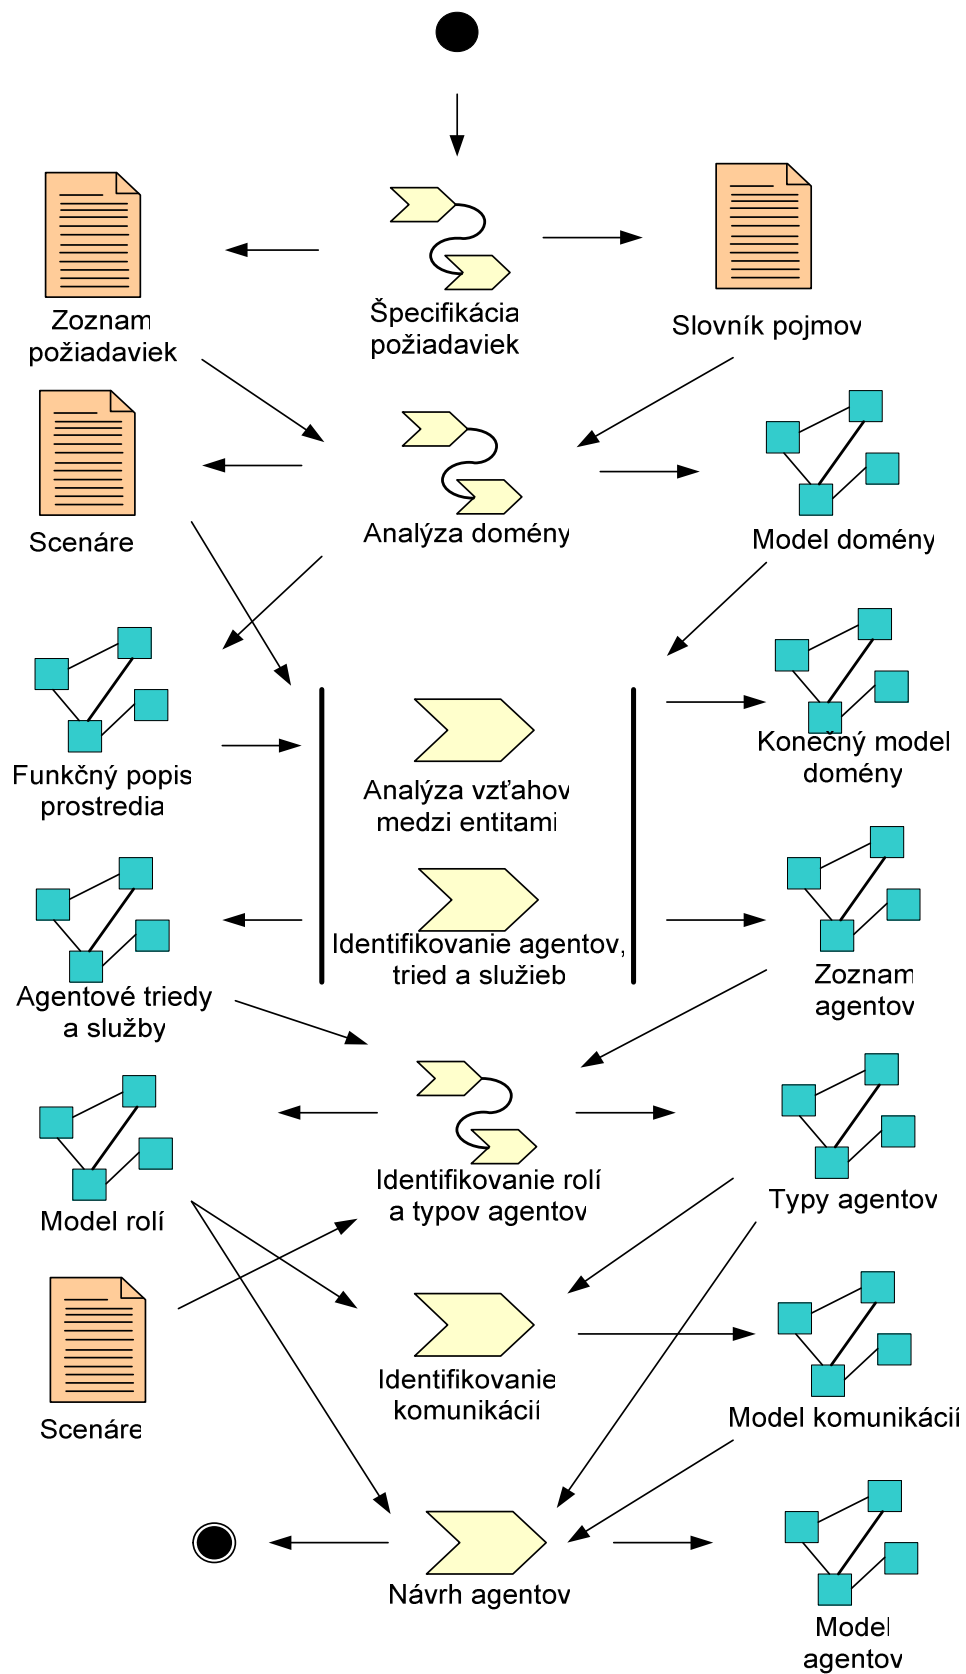 Zoznam
požiadaviek
Špecifikácia
požiadaviek
Slovník pojmov
Scenáre
Analýza domény
Model domény
Funkčný popis
prostredia
Analýza vzťahov
medzi entitami
Konečný model
domény
Agentové triedy
a služby
Identifikovanie agentov,
tried a služieb
Zoznam
agentov
Model rolí
Identifikovanie rolí
a typov agentov
Typy agentov
Scenáre
Identifikovanie
komunikácií
Model komunikácií
Návrh agentov
Model
agentov